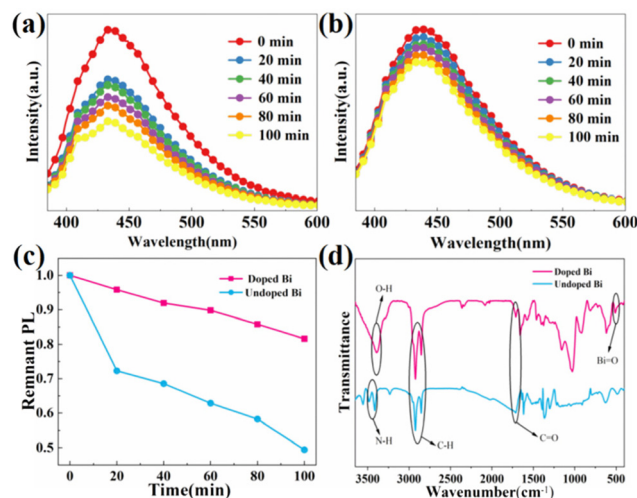 (a)
0 min
20 min
40 min
60 min
80 min
100 min
Intensity(a.u.)
400 450 500 550 600
Wavelength(nm)
(b)
0 min
20 min
40 min
60 min
80 min
100 min
Intensity(a.u.)
400 450 500 550 600
Wavelength(nm)
(c)
Doped Bi
Undoped Bi
1.0
0.9
0.8
0.7
0.6
0.5
Remnant PL
0 20 40 60 80 100
Time(min)
(d)
Doped Bi
Undoped Bi
O-H
Bi=O
N-H
C-H
C=O
Transmittance
3500 3000 2500 2000 1500 1000 500
Wavenumber(cm⁻¹)